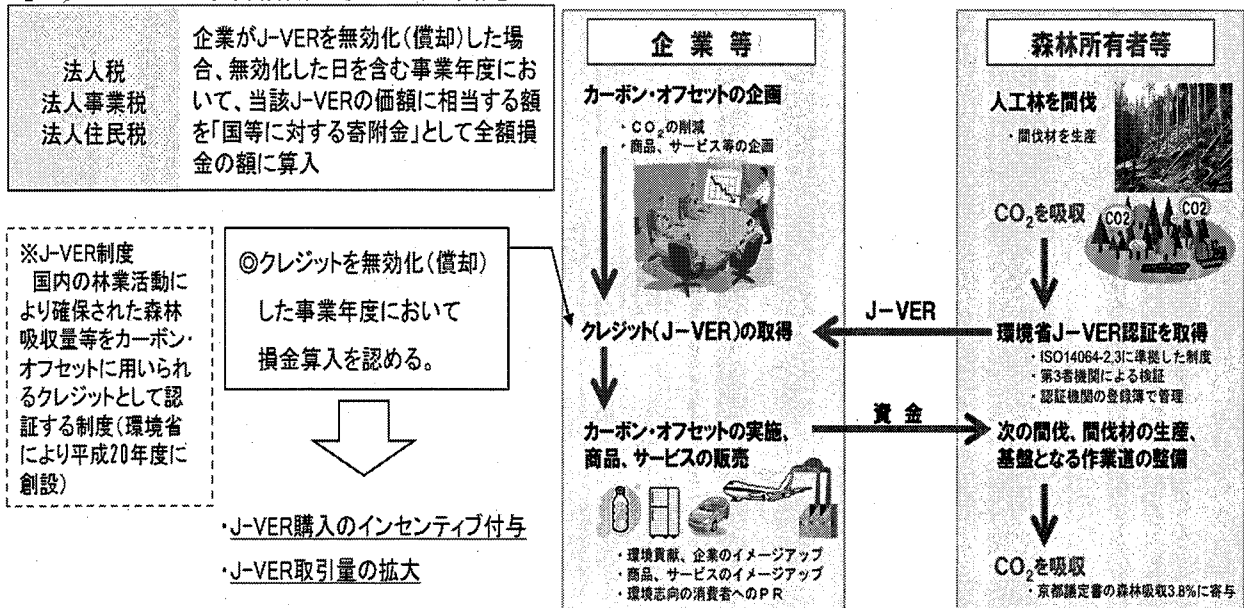 法人税
法人事業税
法人住民税
企業がJ-VERを無効化(償却)した場
合、無効化した日を含む事業年度にお
いて、当該J-VERの価額に相当する額
を「国等に対する寄附金」として全額損
金の額に算入
※J-VER制度
国内の林業活動に
より確保された森林
吸収量等をカーボン・
オフセットに用いられ
るクレジットとして認
証する制度(環境省
により平成20年度に
創設)
◎クレジットを無効化(償却)
した事業年度において
損金算入を認める。
・J-VER購入のインセンティブ付与
・J-VER取引量の拡大
企業等
カーボン・オフセットの企画
・CO₂の削減
・商品、サービス等の企画
クレジット(J-VER)の取得
カーボン・オフセットの実施、
商品、サービスの販売
・環境貢献、企業のイメージアップ
・商品、サービスのイメージアップ
・環境志向の消費者へのPR
J-VER
資金
森林所有者等
人工林を間伐
・間伐材を生産
CO₂を吸収
CO2
CO2
環境省J-VER認証を取得
・ISO14064-2,3に準拠した制度
・第3者機関による検証
・認証機関の登録簿で管理
次の間伐、間伐材の生産、
基盤となる作業道の整備
CO₂を吸収
・京都議定書の森林吸収3.8%に寄与